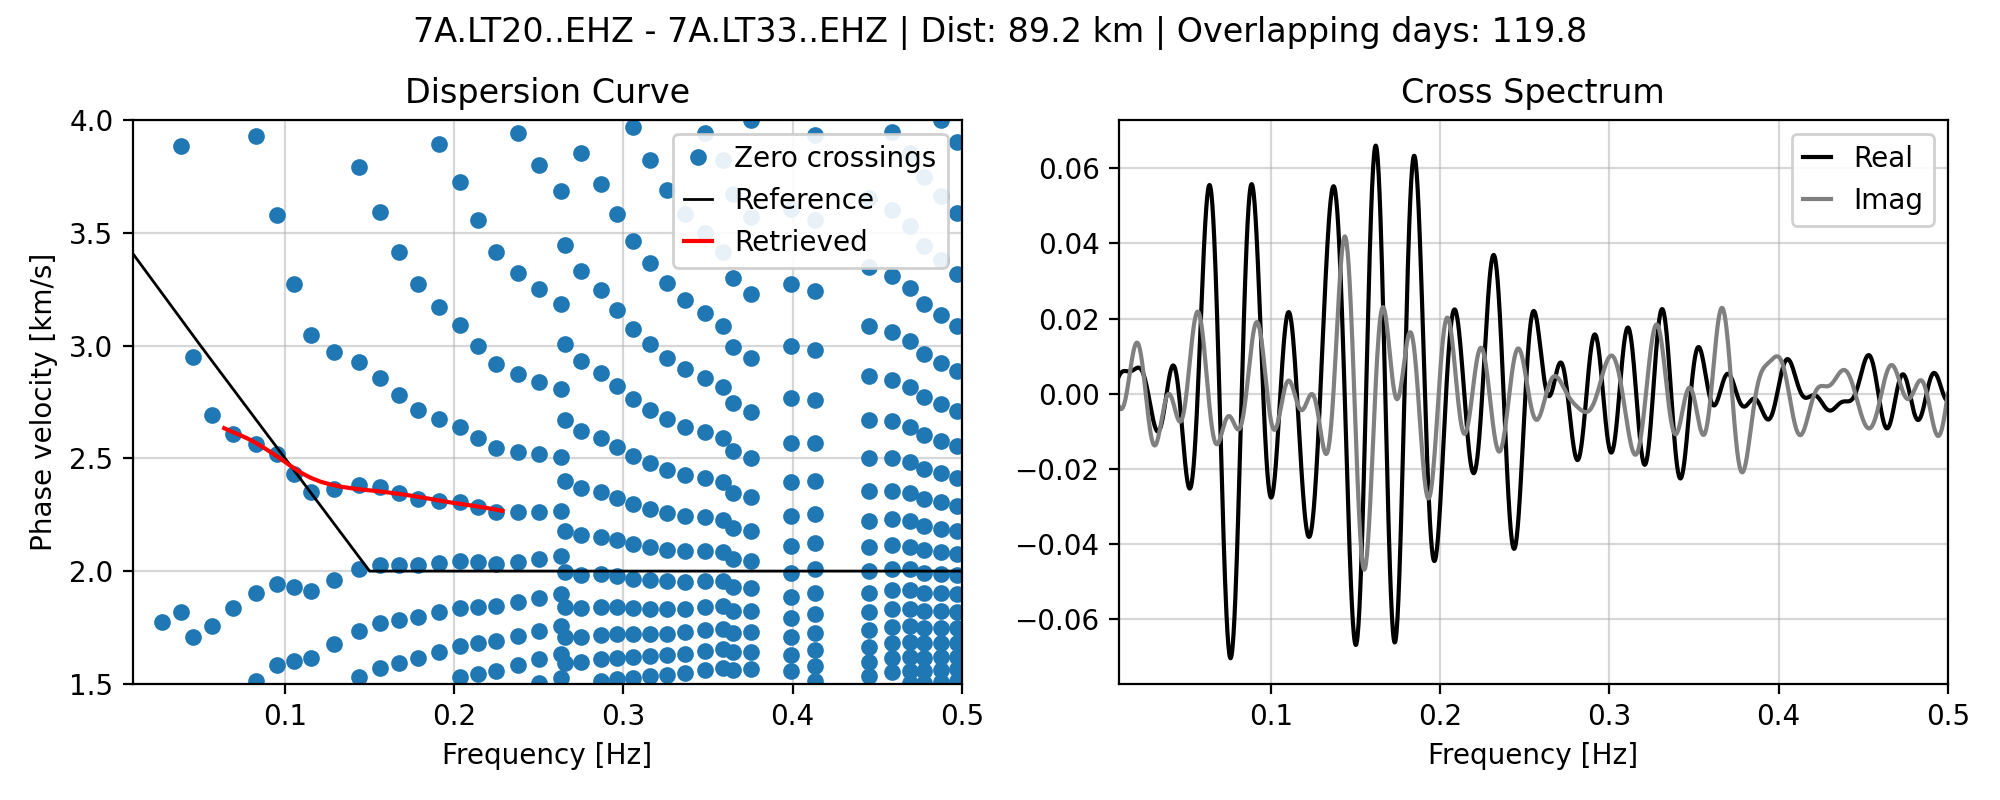 7A.LT20..EHZ - 7A.LT33..EHZ | Dist: 89.2 km | Overlapping days: 119.8
Dispersion Curve
4.0
3.5
3.0
2.5
2.0
1.5
Phase velocity [km/s]
0.1 0.2 0.3 0.4 0.5
Frequency [Hz]
Zero crossings
Reference
Retrieved
Cross Spectrum
0.06
0.04
0.02
0.00
−0.02
−0.04
−0.06
0.1 0.2 0.3 0.4 0.5
Frequency [Hz]
Real
Imag